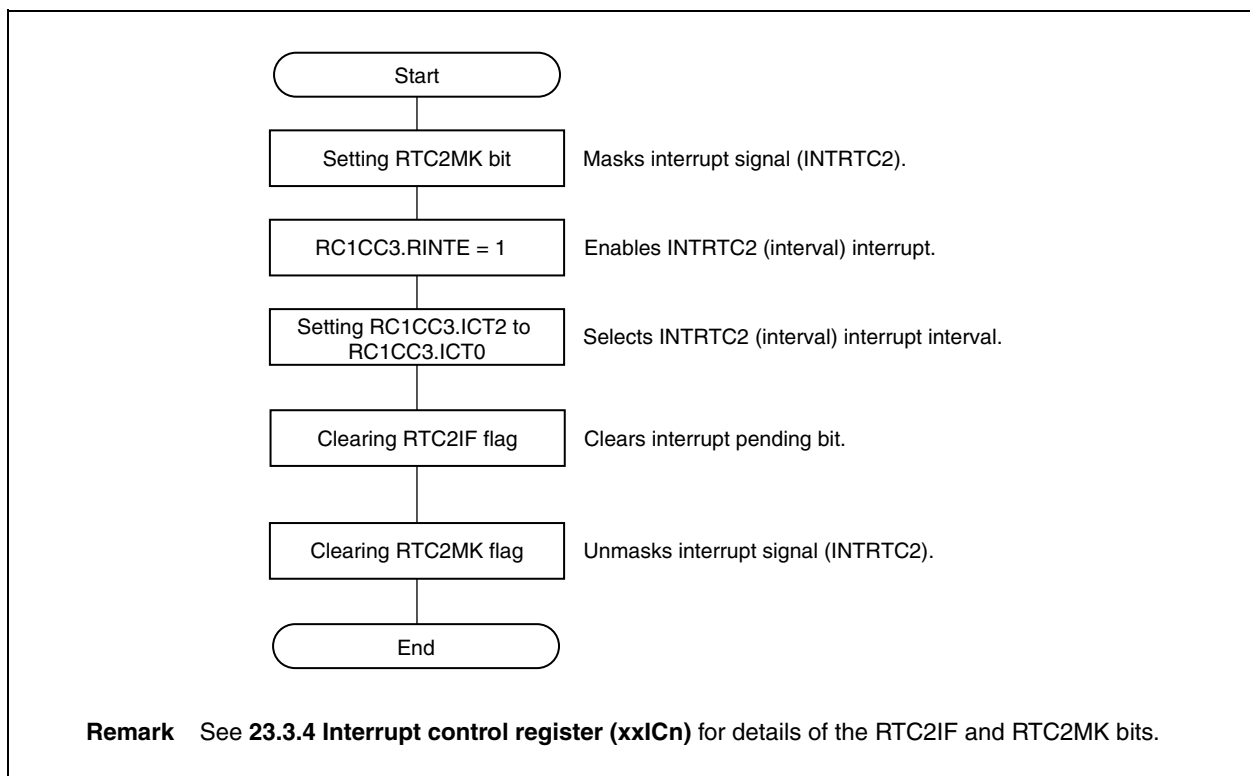 Start
Setting RTC2MK bit
Masks interrupt signal (INTRTC2).
RC1CC3.RINTE = 1
Enables INTRTC2 (interval) interrupt.
Setting RC1CC3.ICT2 to
RC1CC3.ICT0
Selects INTRTC2 (interval) interrupt interval.
Clearing RTC2IF flag
Clears interrupt pending bit.
Clearing RTC2MK flag
Unmasks interrupt signal (INTRTC2).
End
Remark See 23.3.4 Interrupt control register (xxICn) for details of the RTC2IF and RTC2MK bits.